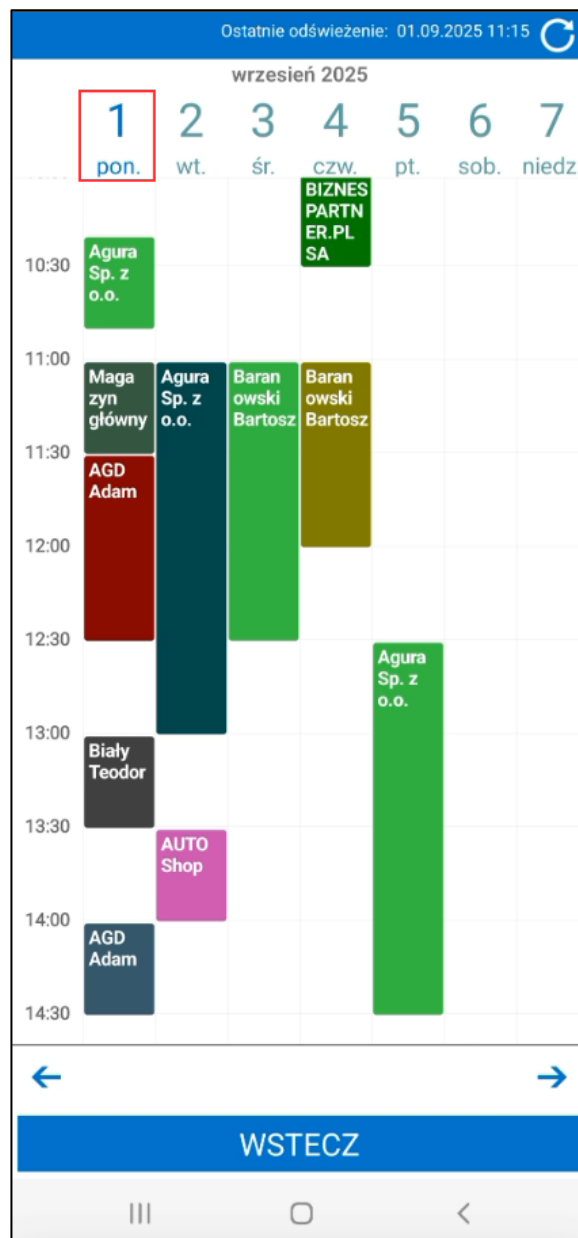 Ostatnie odświeżenie: 01.09.2025 11:15
wrzesień 2025
1 2 3 4 5 6 7
pon. wt. śr. czw. pt. sob. niedz
BIZNES
PARTN
ER.PL
SA
Agura
Sp. z
o.o.
10:30
11:00
Maga
zyn
główny
Agura
Sp. z
o.o.
Baran
owski
Bartosz
Baran
owski
Bartosz
11:30
AGD
Adam
12:00
12:30
Agura
Sp. z
o.o.
13:00
Biały
Teodor
13:30
AUTO
Shop
14:00
AGD
Adam
14:30
WSTECZ